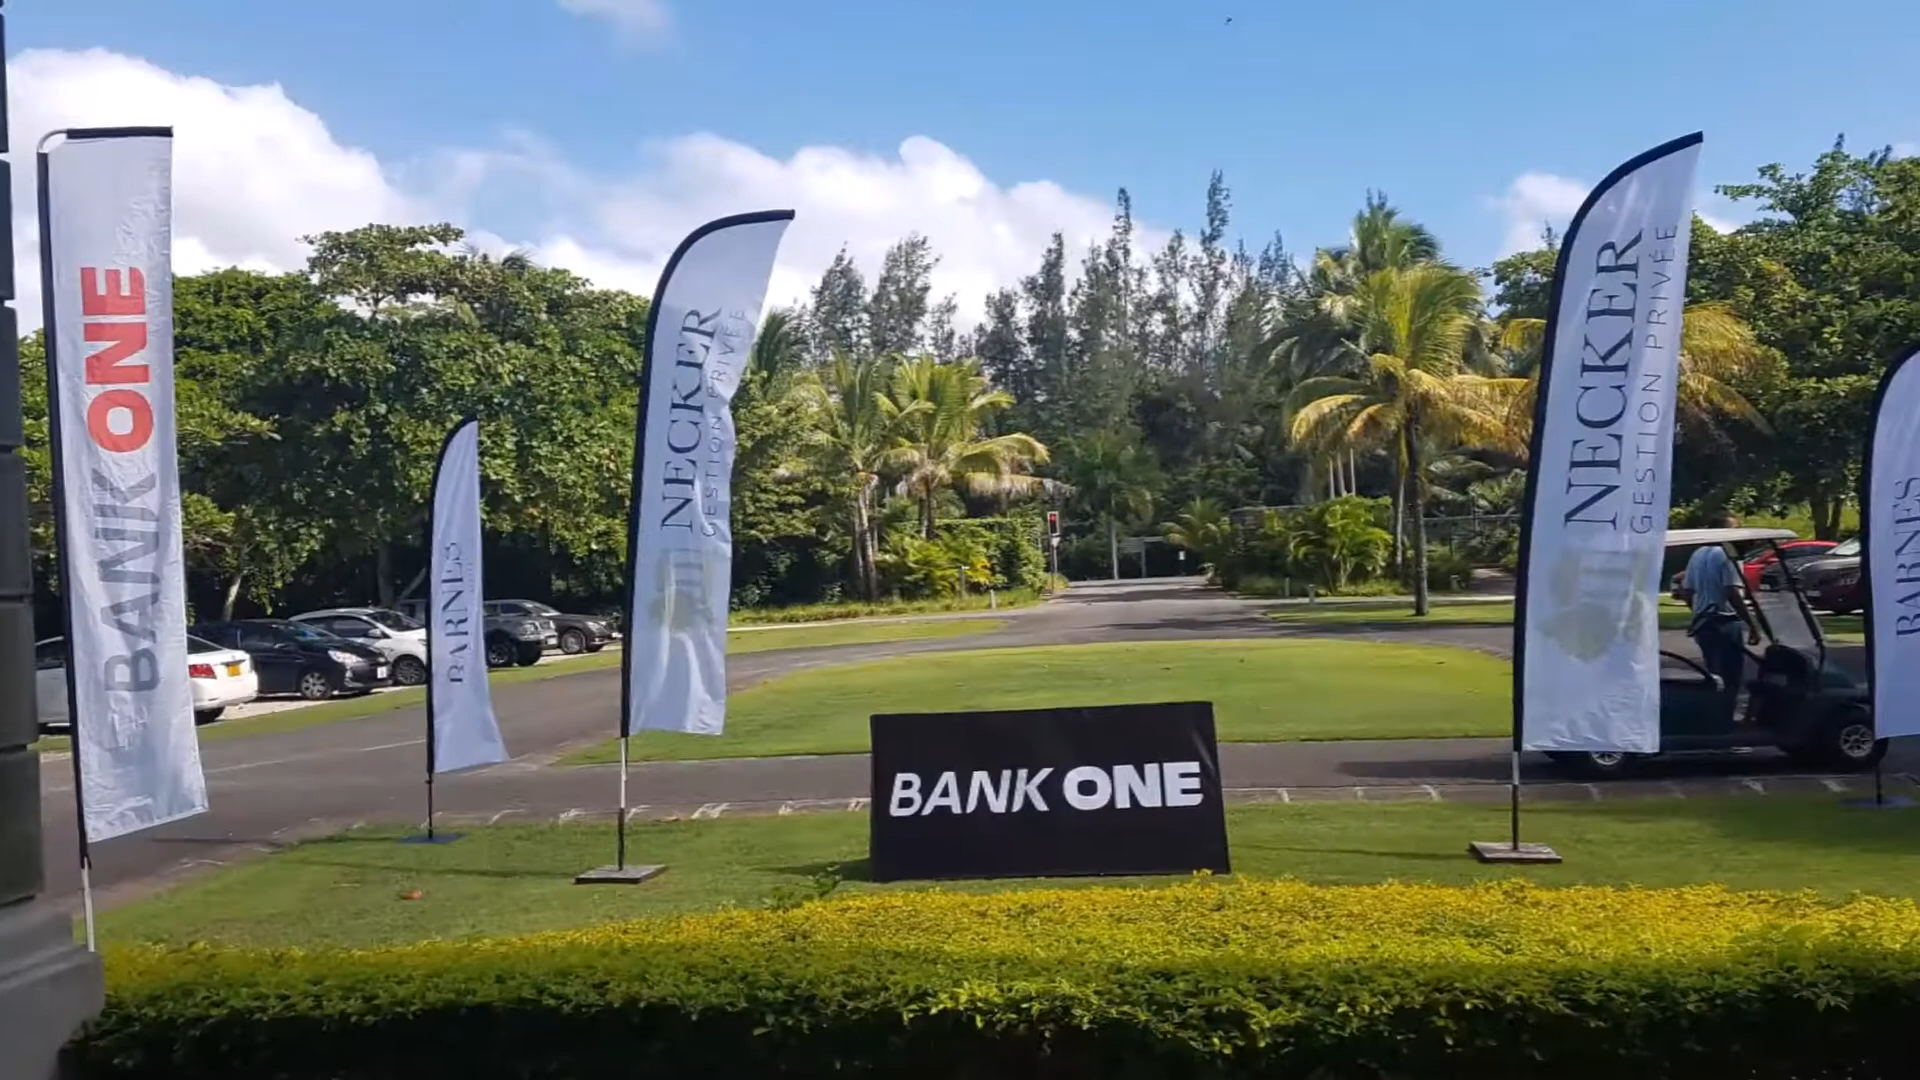 BANK ONE
BARNES
NECKER
GESTION PRIVÉE
BANK ONE
NECKER
GESTION PRIVÉE
BARNES